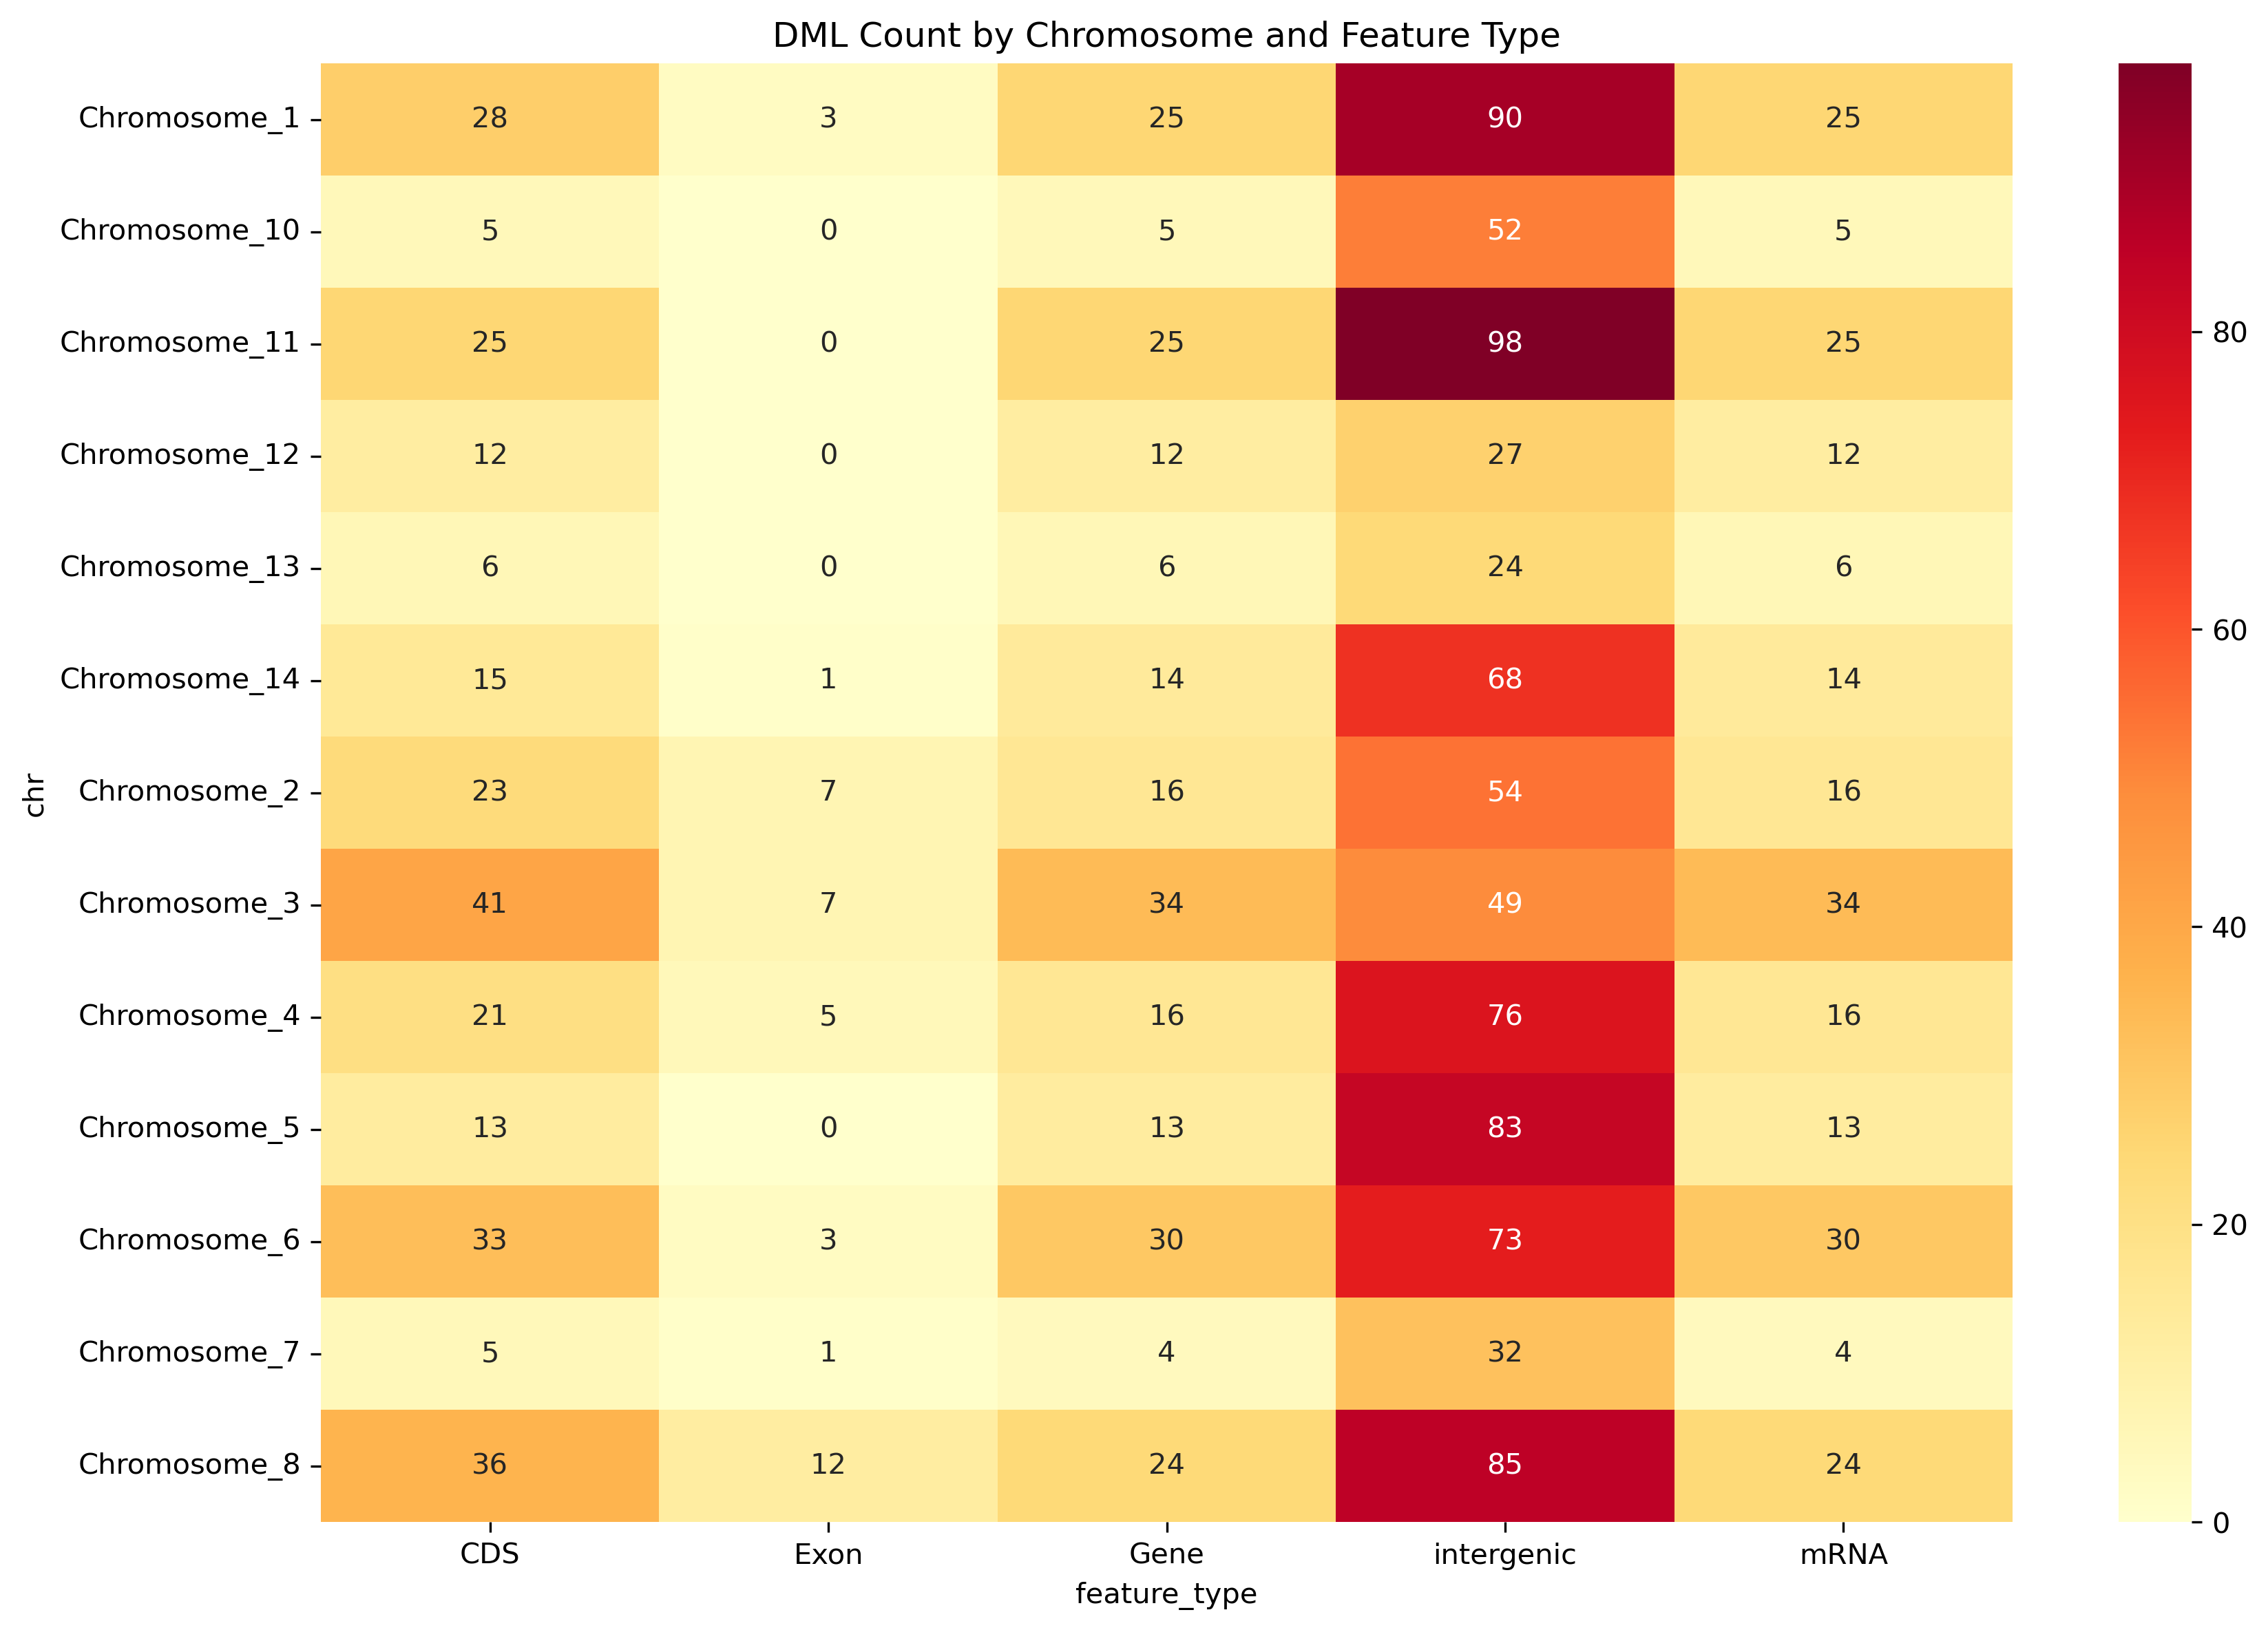 DML Count by Chromosome and Feature Type
Chromosome_1 28 3 25 90 25
Chromosome_10 5 0 5 52 5
Chromosome_11 25 0 25 98 25
Chromosome_12 12 0 12 27 12
Chromosome_13 6 0 6 24 6
Chromosome_14 15 1 14 68 14
Chromosome_2 23 7 16 54 16
Chromosome_3 41 7 34 49 34
Chromosome_4 21 5 16 76 16
Chromosome_5 13 0 13 83 13
Chromosome_6 33 3 30 73 30
Chromosome_7 5 1 4 32 4
Chromosome_8 36 12 24 85 24
chr
CDS Exon Gene intergenic mRNA
feature_type
80
60
40
20
0